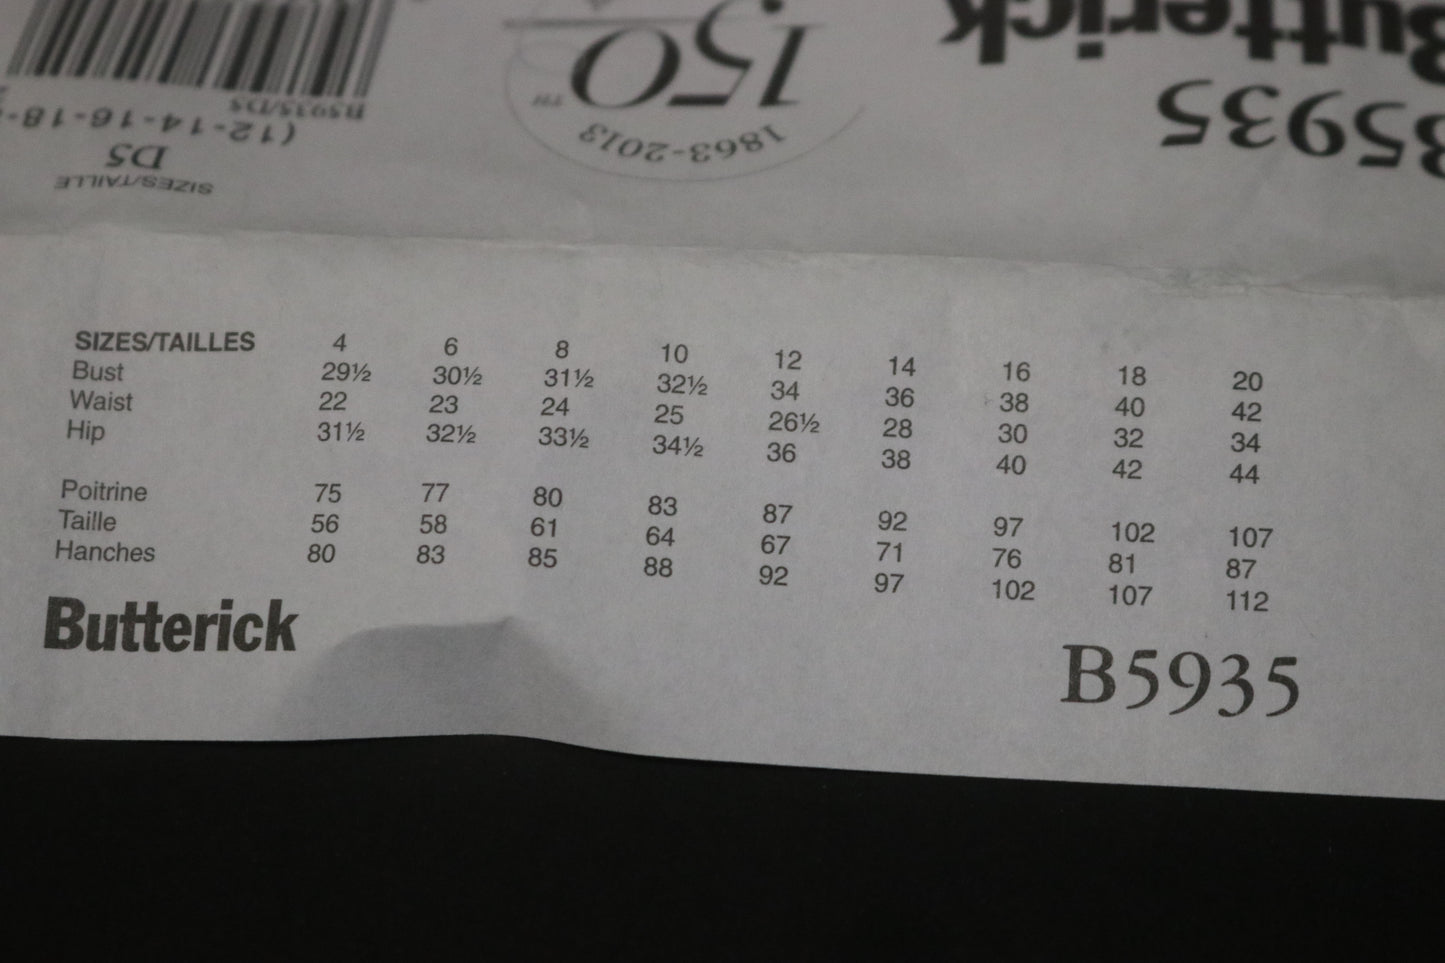 Butterick
B5935
150 ™
1863-2013
B5935/D5
(12-14-16-18-
D5
SIZES/TAILLE
SIZES/TAILLES 4 6 8 10 12 14 16 18 20
Bust 29½ 30½ 31½ 32½ 34 36 38 40 42
Waist 22 23 24 25 26½ 28 30 32 34
Hip 31½ 32½ 33½ 34½ 36 38 40 42 44
Poitrine 75 77 80 83 87 92 97 102 107
Taille 56 58 61 64 67 71 76 81 87
Hanches 80 83 85 88 92 97 102 107 112
Butterick
B5935